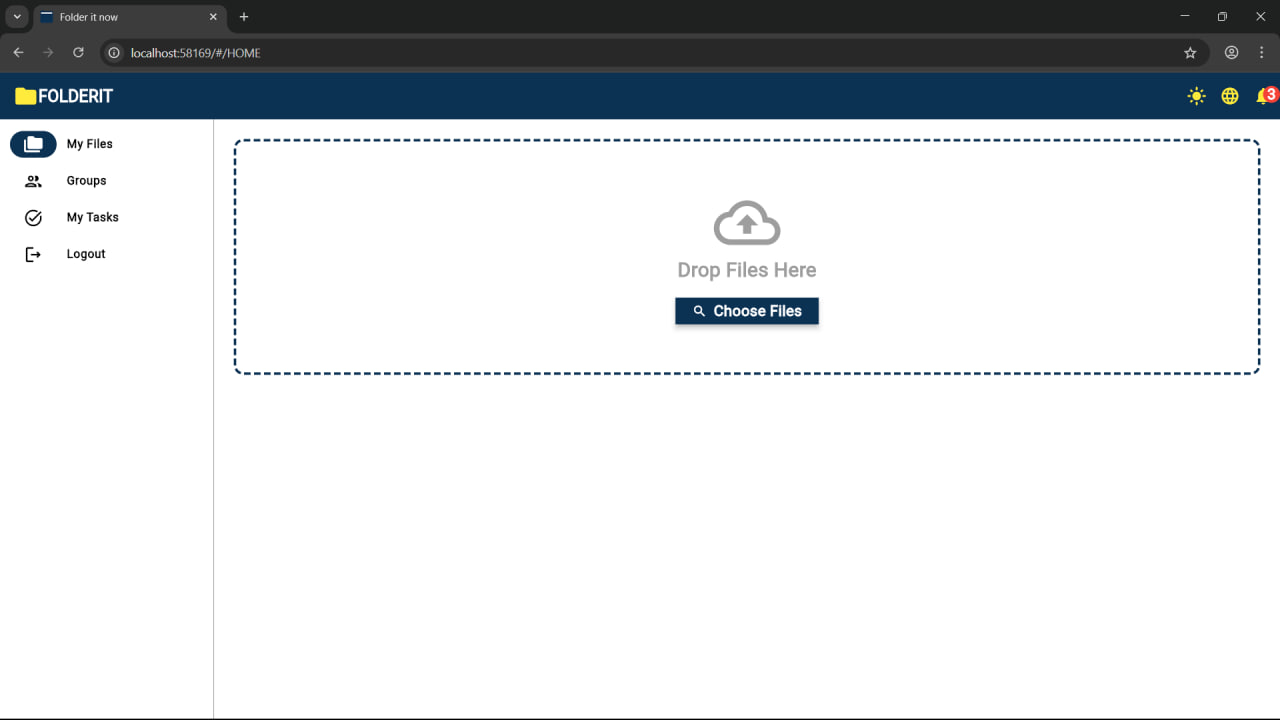 Folder it now
localhost:58169/#/HOME
FOLDERIT
3
My Files
Groups
My Tasks
Logout
Drop Files Here
Choose Files